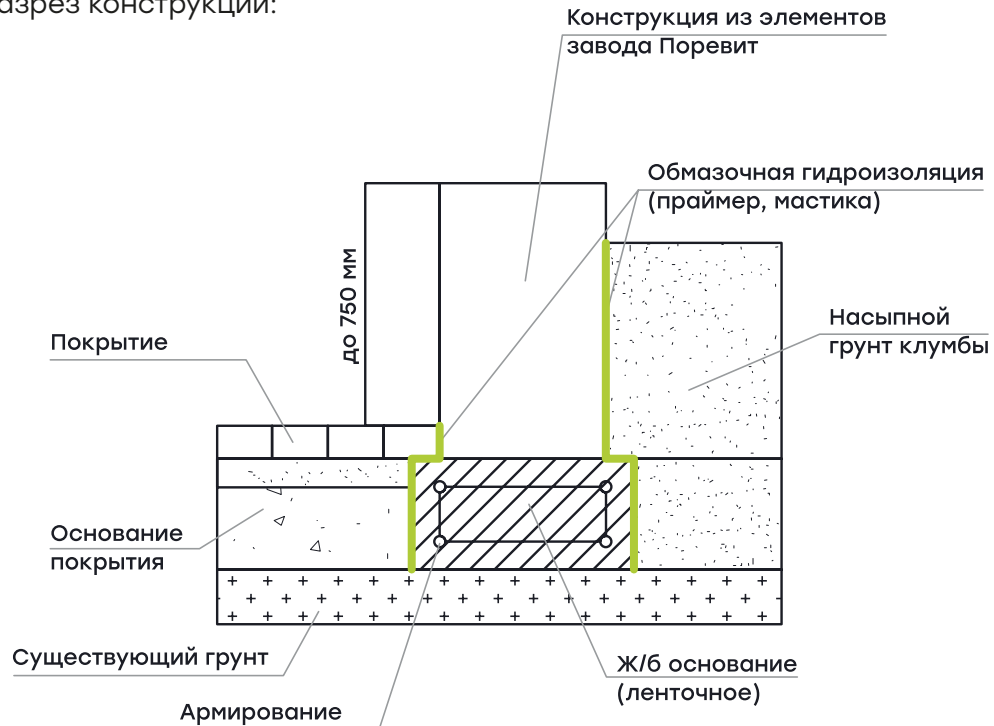 азрез конструкции:
Конструкция из элементов
завода Поревит
Обмазочная гидроизоляция
(праймер, мастика)
до 750 мм
Насыпной
грунт клумбы
Покрытие
Основание
покрытия
Существующий грунт
Ж/б основание
(ленточное)
Армирование